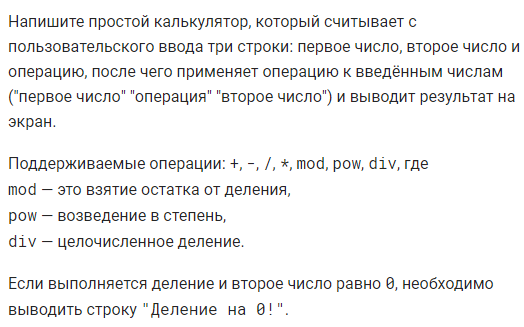 Напишите простой калькулятор, который считывает с
пользовательского ввода три строки: первое число, второе число и
операцию, после чего применяет операцию к введённым числам
("первое число" "операция" "второе число") и выводит результат на
экран.
Поддерживаемые операции: +, -, /, *, mod, pow, div, где
mod — это взятие остатка от деления,
pow — возведение в степень,
div — целочисленное деление.
Если выполняется деление и второе число равно 0, необходимо
выводить строку "Деление на 0!".